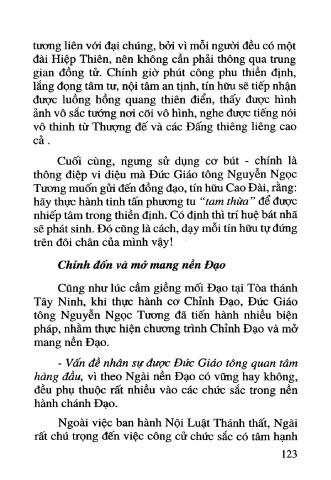 tương liên với đại chúng, bởi vì mỗi người đều có một
đài Hiệp Thiên, nên không cần phải thông qua trung
gian đồng tử. Chính giờ phút công phu thiền định,
lắng đọng tâm tư, nội tâm an tịnh, tín hữu sẽ tiếp nhận
được luồng hồng quang thiên điển, thấy được hình
ảnh vô sắc tướng nơi cõi vô hình, nghe được tiếng nói
vô thinh từ Thượng đế và các Đấng thiêng liêng cao
cả .
Cuối cùng, ngưng sử dụng cơ bút - chính là
thông điệp vi diệu mà Đức Giáo tông Nguyễn Ngọc
Tương muốn gửi đến đồng đạo, tín hữu Cao Đài, rằng:
hãy thực hành tinh tấn phương tu "tam thừa" để được
nhiếp tâm trong thiền định. Có định thì trí huệ bát nhã
sẽ phát sinh. Đó cũng là cách, dạy mỗi tín hữu tự đứng
trên đôi chân của mình vậy!
Chỉnh đốn và mở mang nền Đạo
Cũng như lúc cầm giềng mối Đạo tại Tòa thánh
Tây Ninh, khi thực hành cơ Chỉnh Đạo, Đức Giáo
tông Nguyễn Ngọc Tương đã tiến hành nhiều biện
pháp, nhằm thực hiện chương trình Chỉnh Đạo và mở
mang nền Đạo.
- Vấn đề nhân sự được Đức Giáo tông quan tâm
hàng đầu, vì theo Ngài nền Đạo có vững hay không,
đều phụ thuộc rất nhiều vào các chức sắc trong nền
hành chánh Đạo.
Ngoài việc ban hành Nội Luật Thánh thất, Ngài
rất chú trọng đến việc công cử chức sắc có tâm hạnh
123